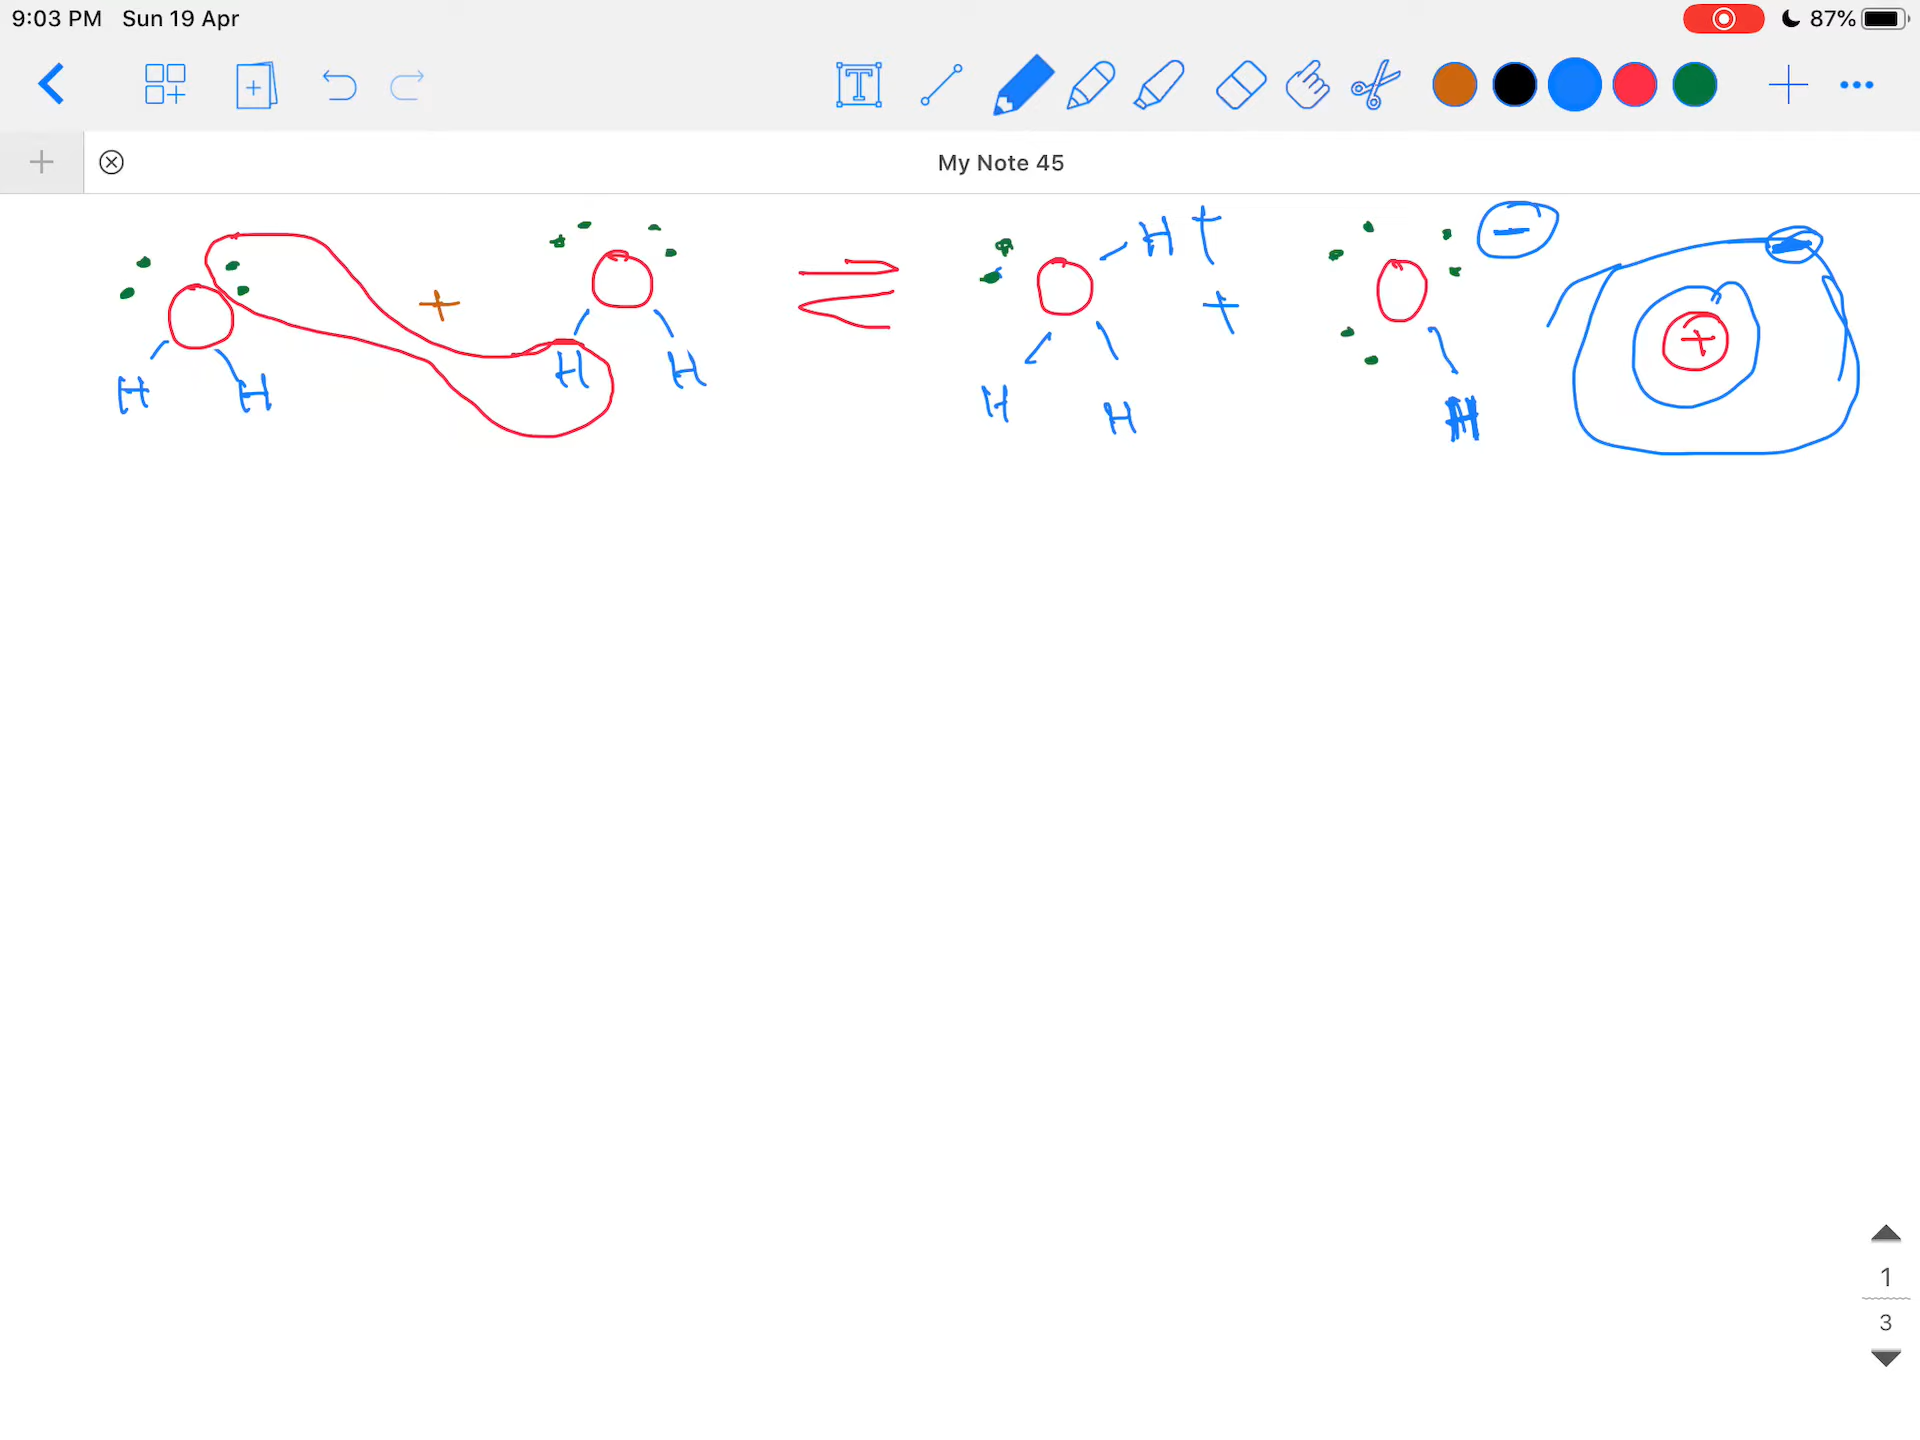 9:03 PM Sun 19 Apr 87%
My Note 45
+ H + −
+ +
H H H H H H H
1
3